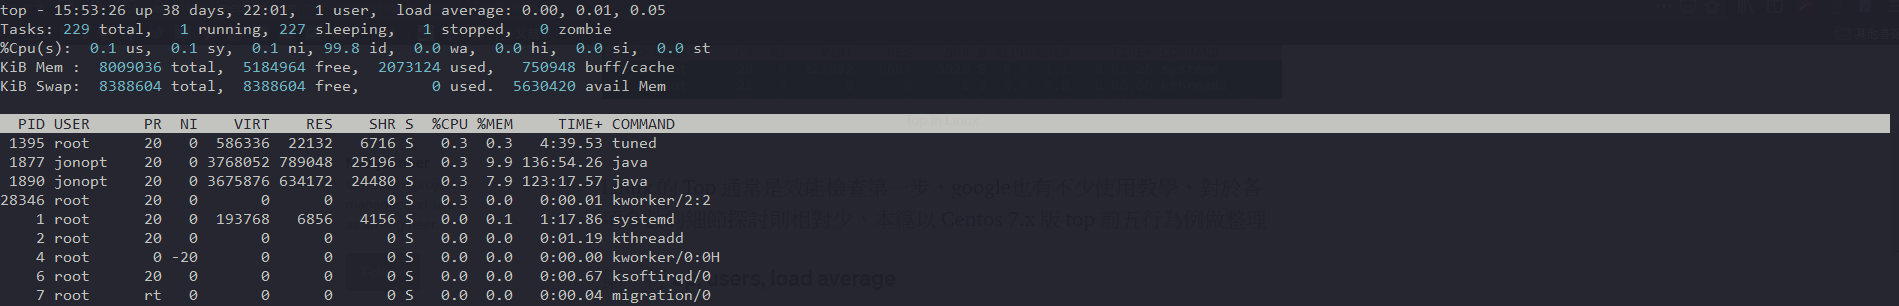 top - 15:53:26 up 38 days, 22:01,  1 user,  load average: 0.00, 0.01, 0.05
Tasks: 229 total,   1 running, 227 sleeping,   1 stopped,   0 zombie
%Cpu(s):  0.1 us,  0.1 sy,  0.1 ni, 99.8 id,  0.0 wa,  0.0 hi,  0.0 si,  0.0 st
KiB Mem :  8009036 total,  5184964 free,  2073124 used,   750948 buff/cache
KiB Swap:  8388604 total,  8388604 free,        0 used.  5630420 avail Mem
  PID USER      PR  NI    VIRT    RES    SHR S  %CPU %MEM     TIME+ COMMAND
 1395 root      20   0  586336  22132   6716 S   0.3  0.3   4:39.53 tuned
 1877 jonopt    20   0 3768052 789048  25196 S   0.3  9.9 136:54.26 java
 1890 jonopt    20   0 3675876 634172  24480 S   0.3  7.9 123:17.57 java
28346 root      20   0       0      0      0 S   0.3  0.0   0:00.01 kworker/2:2
    1 root      20   0  193768   6856   4156 S   0.0  0.1   1:17.86 systemd
    2 root      20   0       0      0      0 S   0.0  0.0   0:01.19 kthreadd
    4 root       0 -20       0      0      0 S   0.0  0.0   0:00.00 kworker/0:0H
    6 root      20   0       0      0      0 S   0.0  0.0   0:00.67 ksoftirqd/0
    7 root      rt   0       0      0      0 S   0.0  0.0   0:00.04 migration/0
users, load average